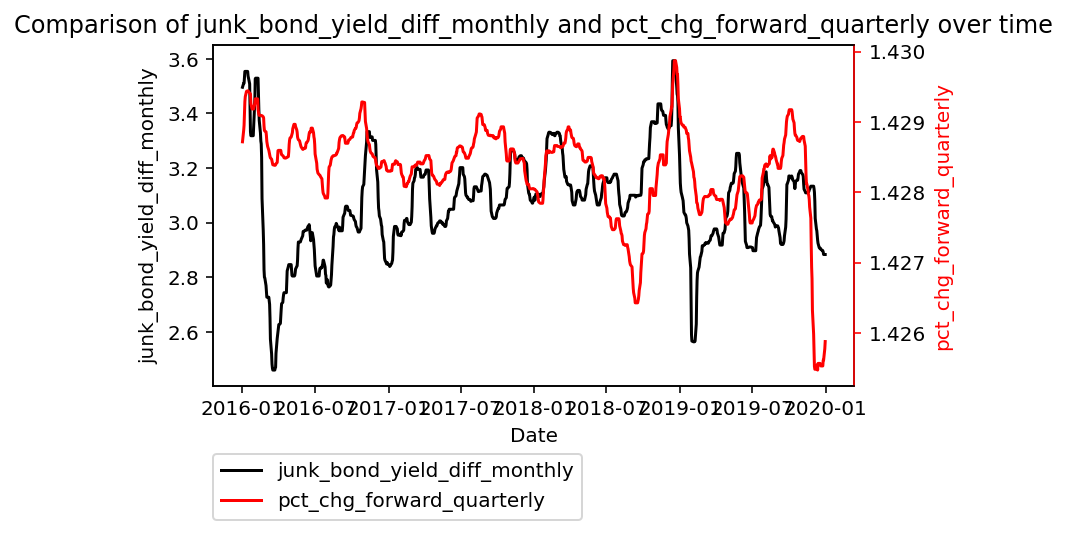 Comparison of junk_bond_yield_diff_monthly and pct_chg_forward_quarterly over time
junk_bond_yield_diff_monthly
3.6
3.4
3.2
3.0
2.8
2.6
1.430
1.429
1.428
1.427
1.426
pct_chg_forward_quarterly
2016-01 2016-07 2017-01 2017-07 2018-01 2018-07 2019-01 2019-07 2020-01
Date
junk_bond_yield_diff_monthly
pct_chg_forward_quarterly